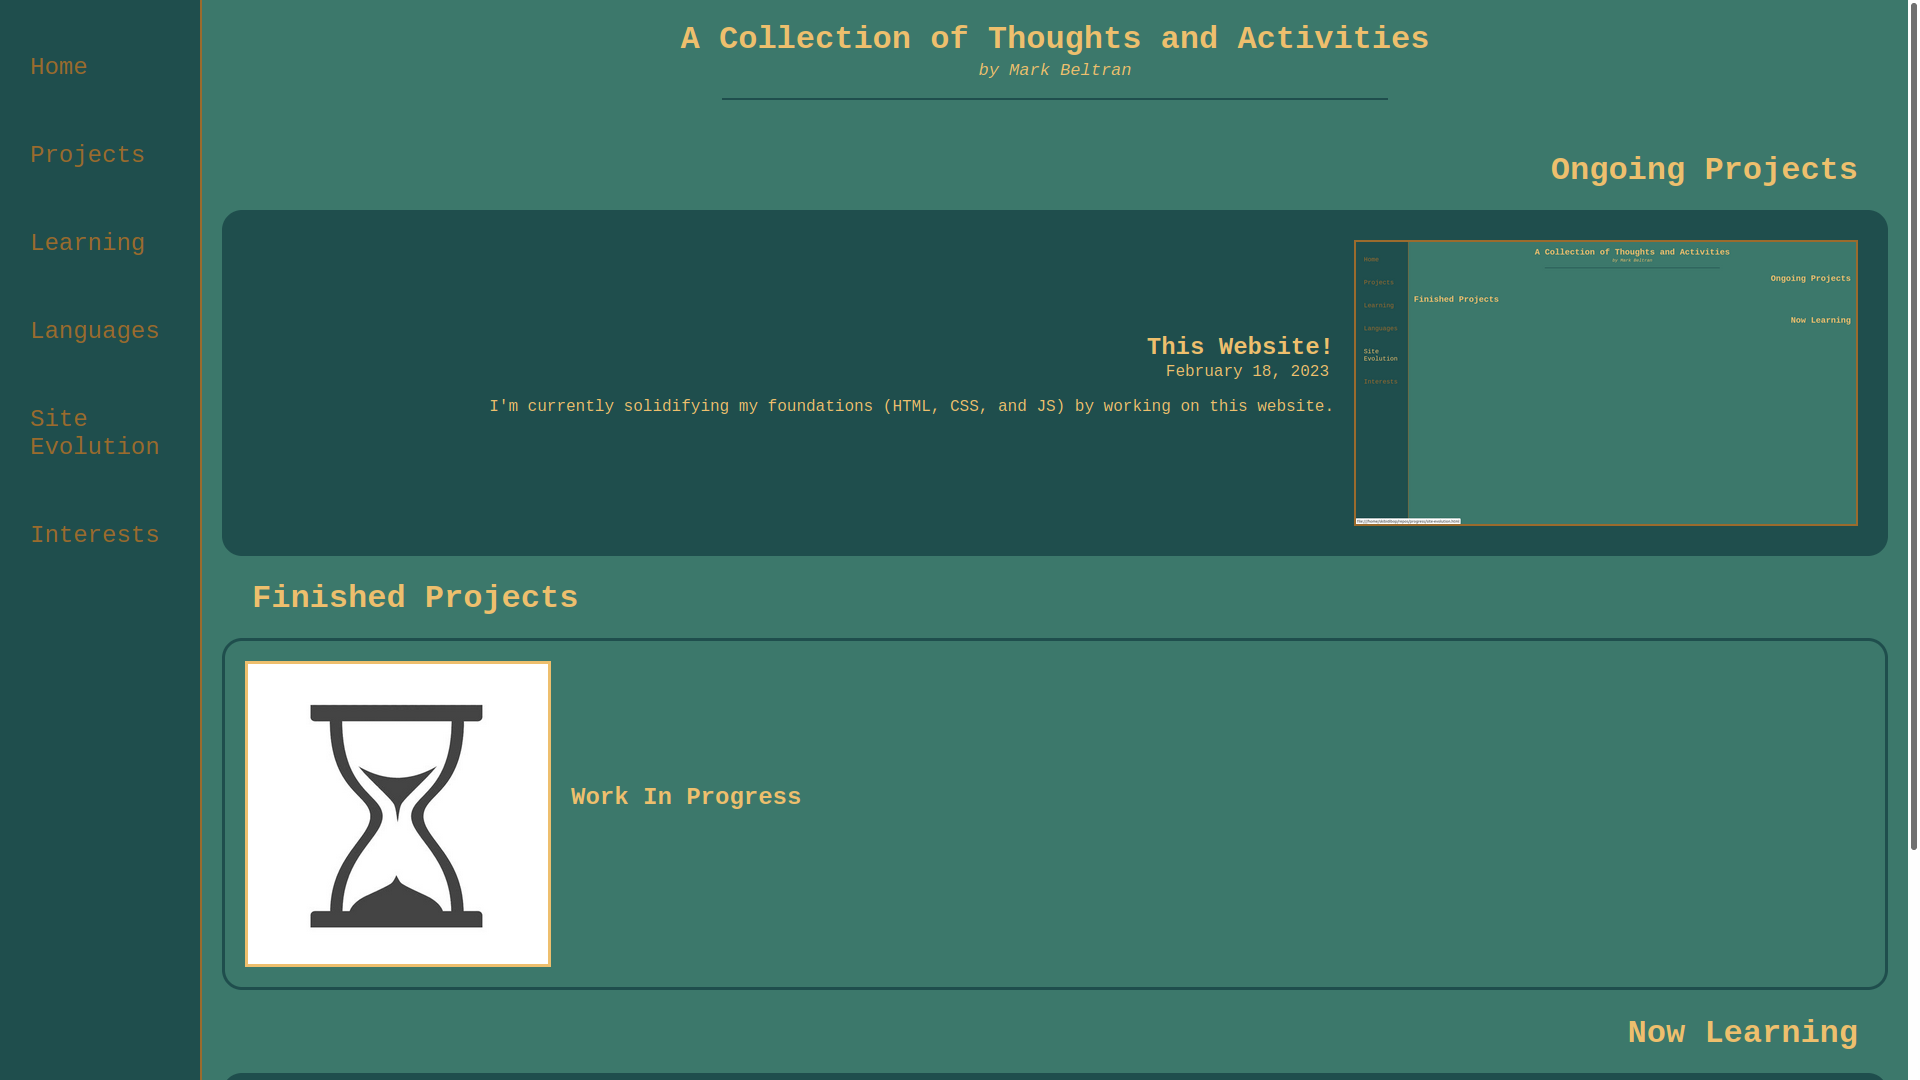 Home
Projects
Learning
Languages
Site
Evolution
Interests
A Collection of Thoughts and Activities
by Mark Beltran
Ongoing Projects
This Website!
February 18, 2023
I'm currently solidifying my foundations (HTML, CSS, and JS) by working on this website.
A Collection of Thoughts and Activities
by Mark Beltran
Home
Projects
Learning
Languages
Site
Evolution
Interests
Ongoing Projects
Finished Projects
Now Learning
Finished Projects
Work In Progress
Now Learning